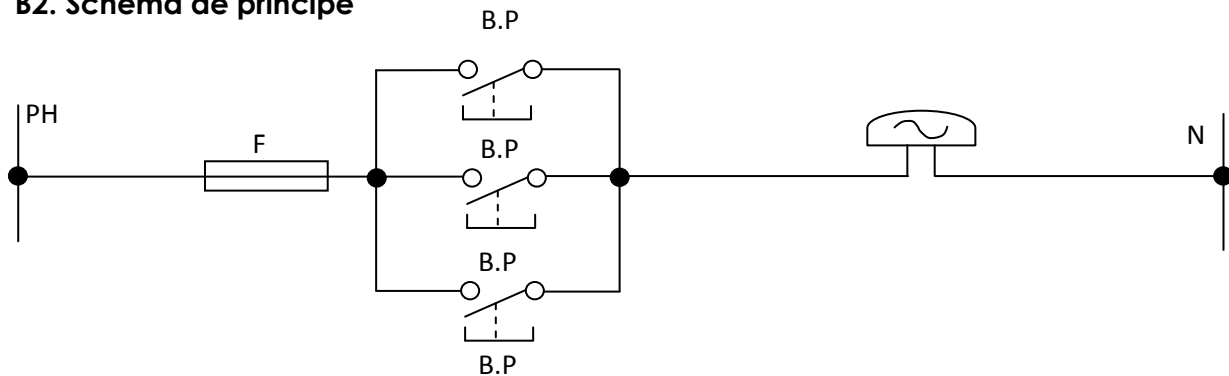 B2. Schéma de principe
B.P
PH
F
B.P
N
B.P
B.P